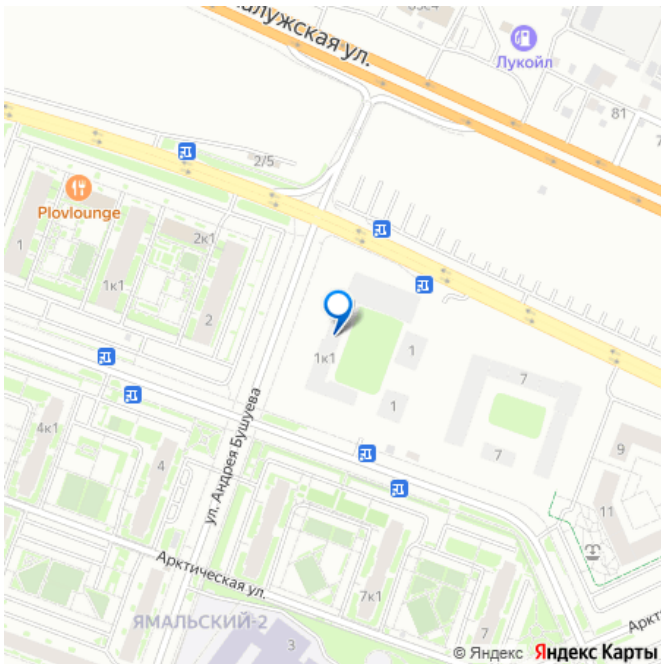 алужская ул.
Лукойл
81
2/5
Plovlounge
2к1
1
1к1
2
1к1
1
1
7
7
9
ул. Андрея Бушуева
4к1
4
11
Арктическая ул.
7к1
ЯМАЛЬСКИЙ-2
3
7
Аркт
© Яндекс Яндекс Карты